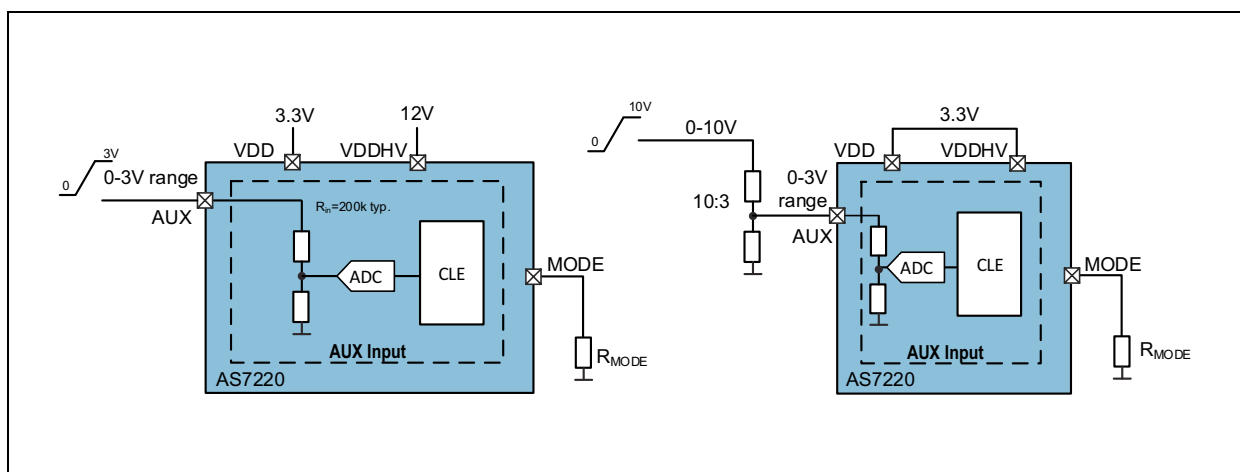 3.3V
12V
VDD
VDDHV
3V
0
0-3V range
AUX
Rin=200k typ.
ADC
CLE
MODE
AUX Input
RMODE
AS7220
10V
0
0-10V
3.3V
VDD
VDDHV
10:3
0-3V
range
AUX
ADC
CLE
MODE
AUX Input
RMODE
AS7220